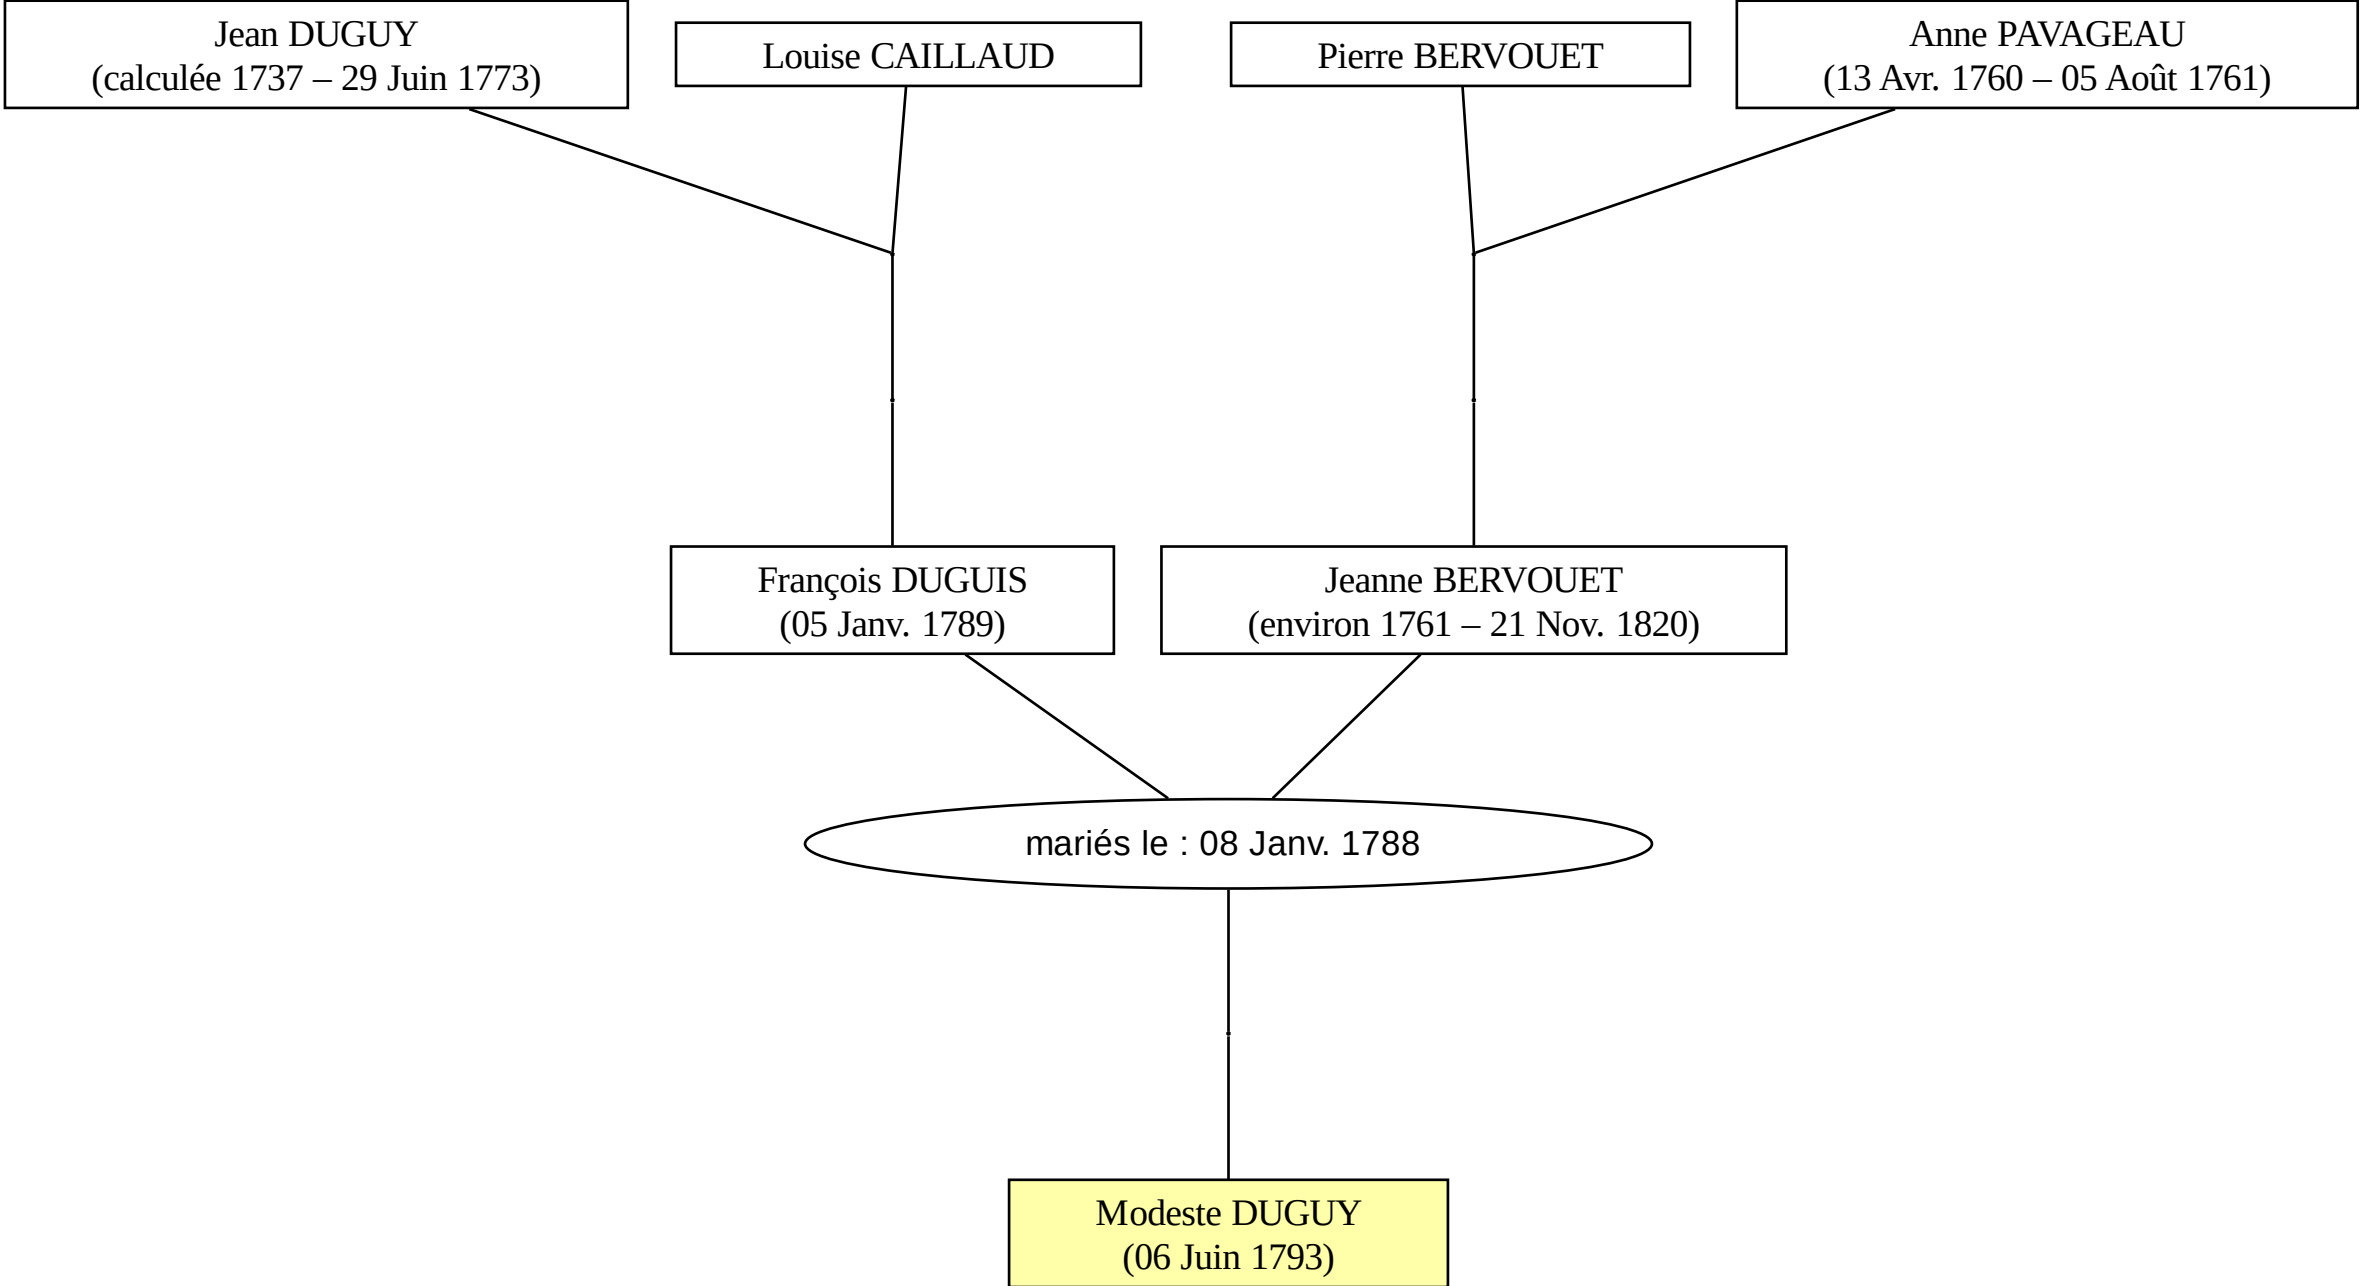 Jean DUGUY
(calculée 1737 – 29 Juin 1773)
Louise CAILLAUD
Pierre BERVOUET
Anne PAVAGEAU
(13 Avr. 1760 – 05 Août 1761)
François DUGUIS
(05 Janv. 1789)
Jeanne BERVOUET
(environ 1761 – 21 Nov. 1820)
mariés le : 08 Janv. 1788
Modeste DUGUY
(06 Juin 1793)